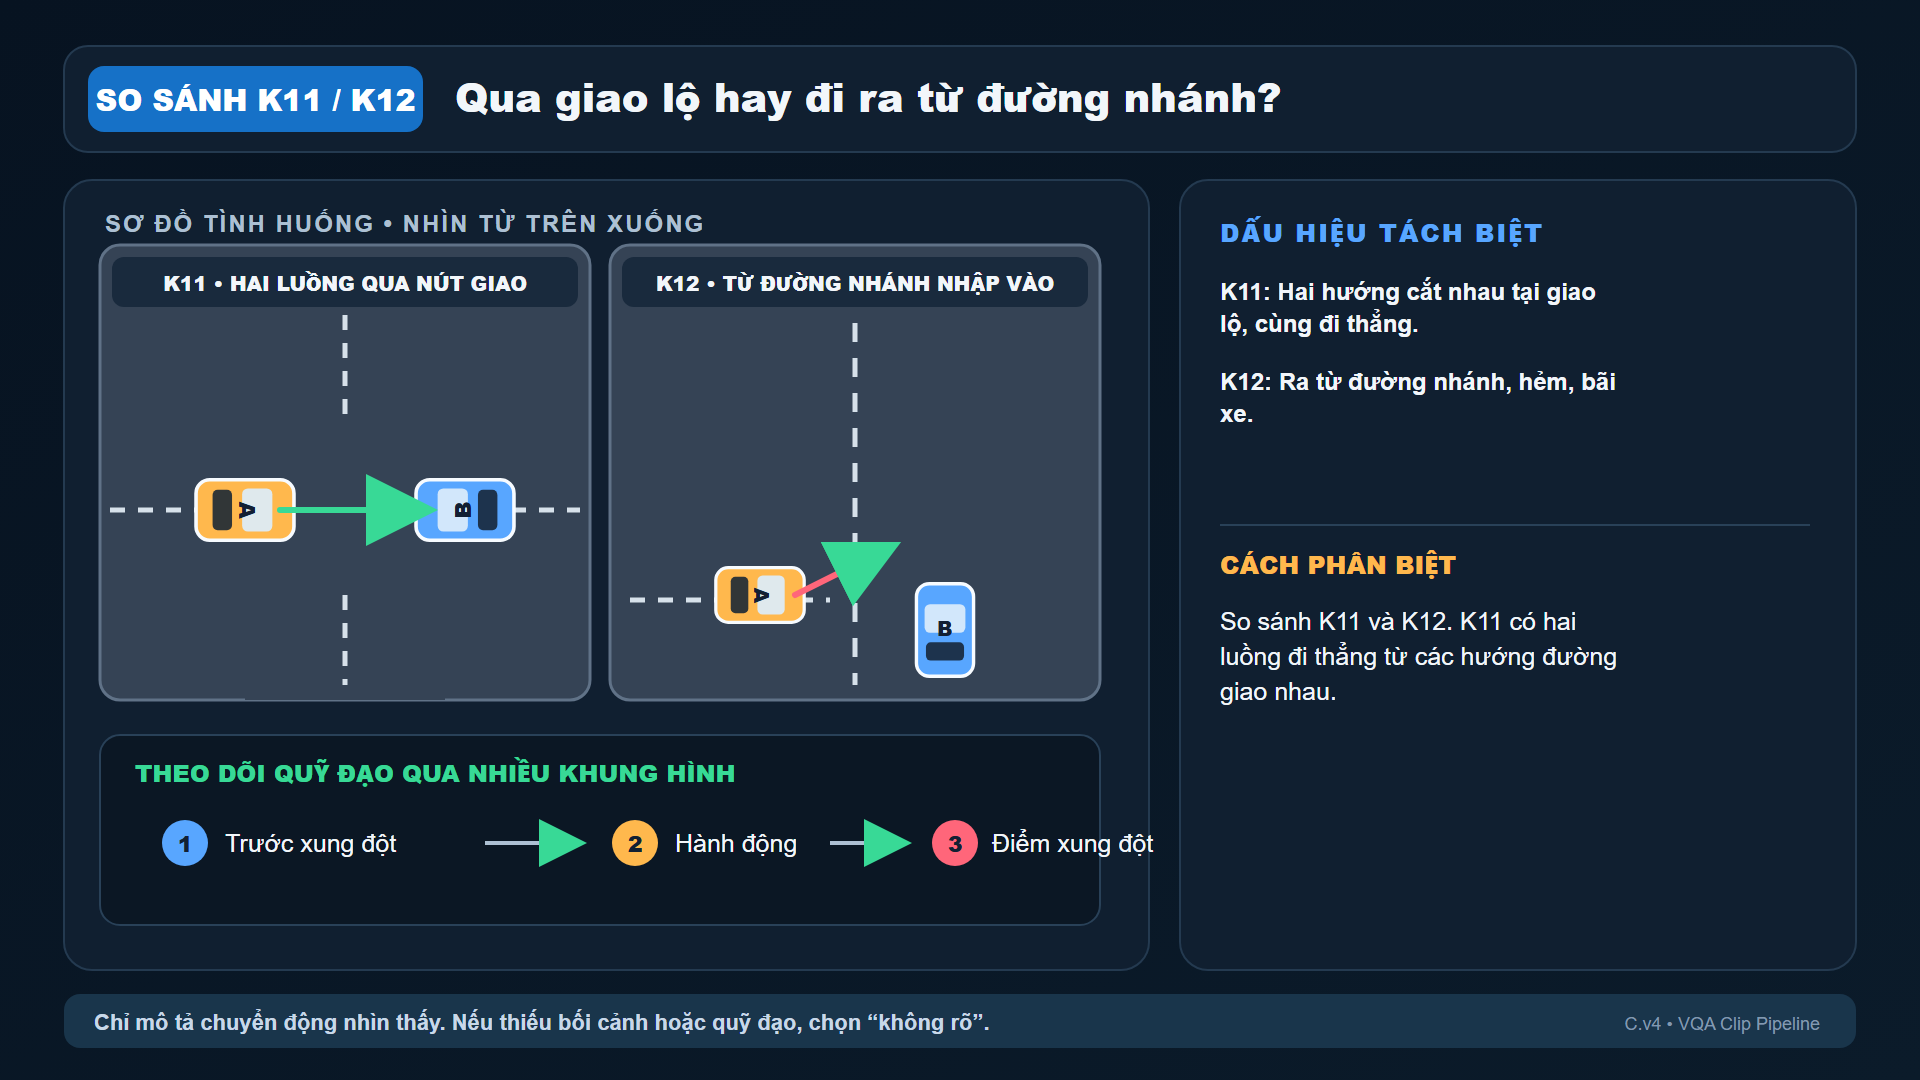 SO SÁNH K11 / K12
Qua giao lộ hay đi ra từ đường nhánh?
SƠ ĐỒ TÌNH HUỐNG • NHÌN TỪ TRÊN XUỐNG
K11 • HAI LUỒNG QUA NÚT GIAO
A
B
K12 • TỪ ĐƯỜNG NHÁNH NHẬP VÀO
A
B
THEO DÕI QUỸ ĐẠO QUA NHIỀU KHUNG HÌNH
1 Trước xung đột
2 Hành động
3 Điểm xung đột
DẤU HIỆU TÁCH BIỆT
K11: Hai hướng cắt nhau tại giao
lộ, cùng đi thẳng.
K12: Ra từ đường nhánh, hẻm, bãi
xe.
CÁCH PHÂN BIỆT
So sánh K11 và K12. K11 có hai
luồng đi thẳng từ các hướng đường
giao nhau.
Chỉ mô tả chuyển động nhìn thấy. Nếu thiếu bối cảnh hoặc quỹ đạo, chọn “không rõ”.
C.v4 • VQA Clip Pipeline